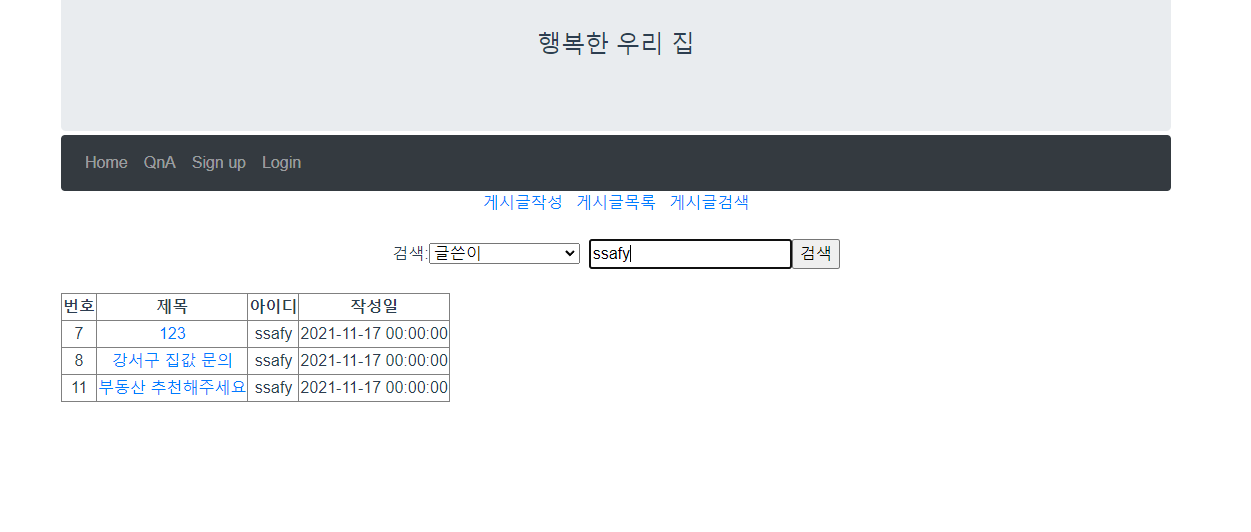 행복한 우리 집
Home QnA Sign up Login
게시글작성 게시글목록 게시글검색
검색: 글쓴이 ssafy 검색
번호 제목 아이디 작성일
7 123 ssafy 2021-11-17 00:00:00
8 강서구 집값 문의 ssafy 2021-11-17 00:00:00
11 부동산 추천해주세요 ssafy 2021-11-17 00:00:00